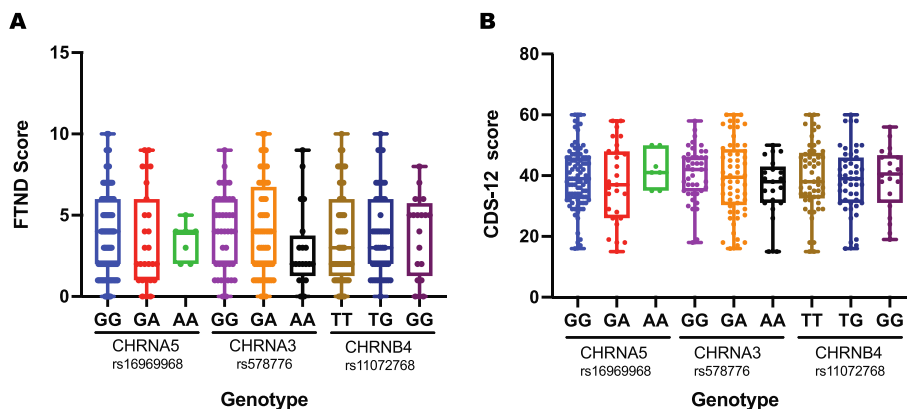 A
FTND Score
15
10
5
0
GG GA AA GG GA AA TT TG GG
CHRNA5 CHRNA3 CHRNB4
rs16969968 rs578776 rs11072768
Genotype
B
CDS-12 score
80
60
40
20
0
GG GA AA GG GA AA TT TG GG
CHRNA5 CHRNA3 CHRNB4
rs16969968 rs578776 rs11072768
Genotype